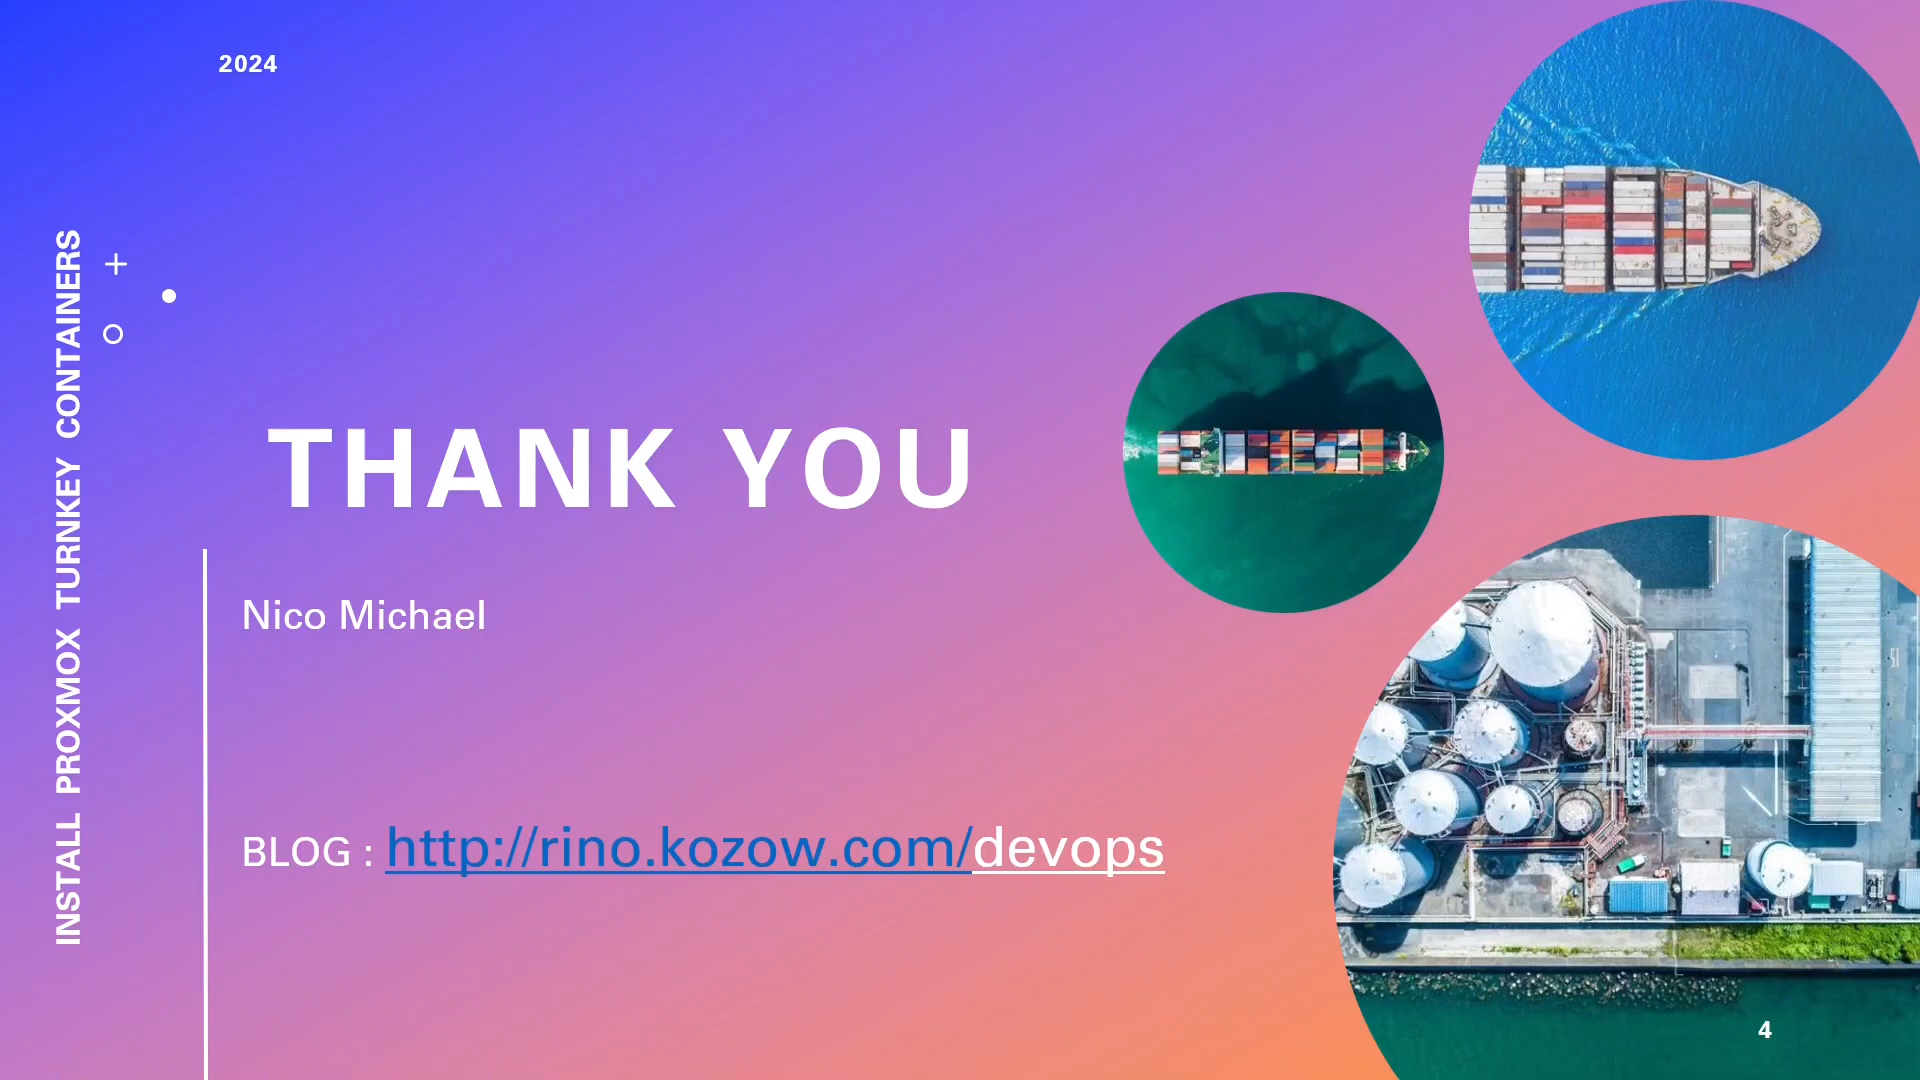 2024
INSTALL PROXMOX TURNKEY CONTAINERS
THANK YOU
Nico Michael
BLOG : http://rino.kozow.com/devops
4